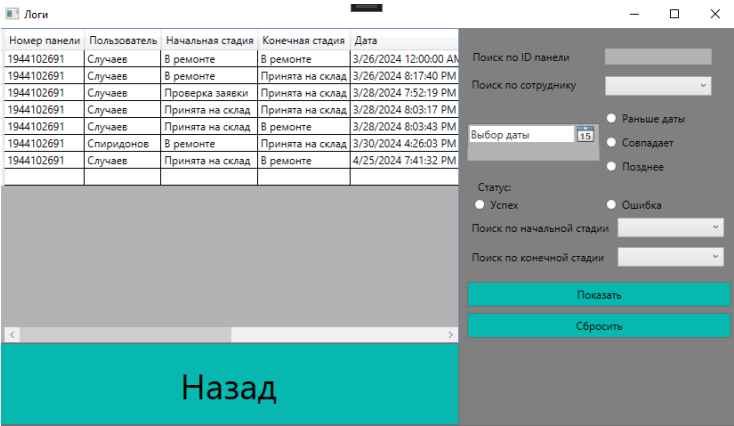 Логи
Номер панели Пользователь Начальная стадия Конечная стадия Дата
1944102691 Случаев В ремонте В ремонте 3/26/2024 12:00:00 AM
1944102691 Случаев В ремонте Принята на склад 3/26/2024 8:17:40 PM
1944102691 Случаев Проверка заявки Принята на склад 3/28/2024 7:52:19 PM
1944102691 Случаев Принята на склад Принята на склад 3/28/2024 8:03:17 PM
1944102691 Случаев Принята на склад В ремонте 3/28/2024 8:03:43 PM
1944102691 Спиридонов В ремонте Принята на склад 3/30/2024 4:26:03 PM
1944102691 Случаев Принята на склад В ремонте 4/25/2024 7:41:32 PM
Назад
Поиск по ID панели
Поиск по сотруднику
Выбор даты 15
Раньше даты
Совпадает
Позднее
Статус:
Успех Ошибка
Поиск по начальной стадии
Поиск по конечной стадии
Показать
Сбросить